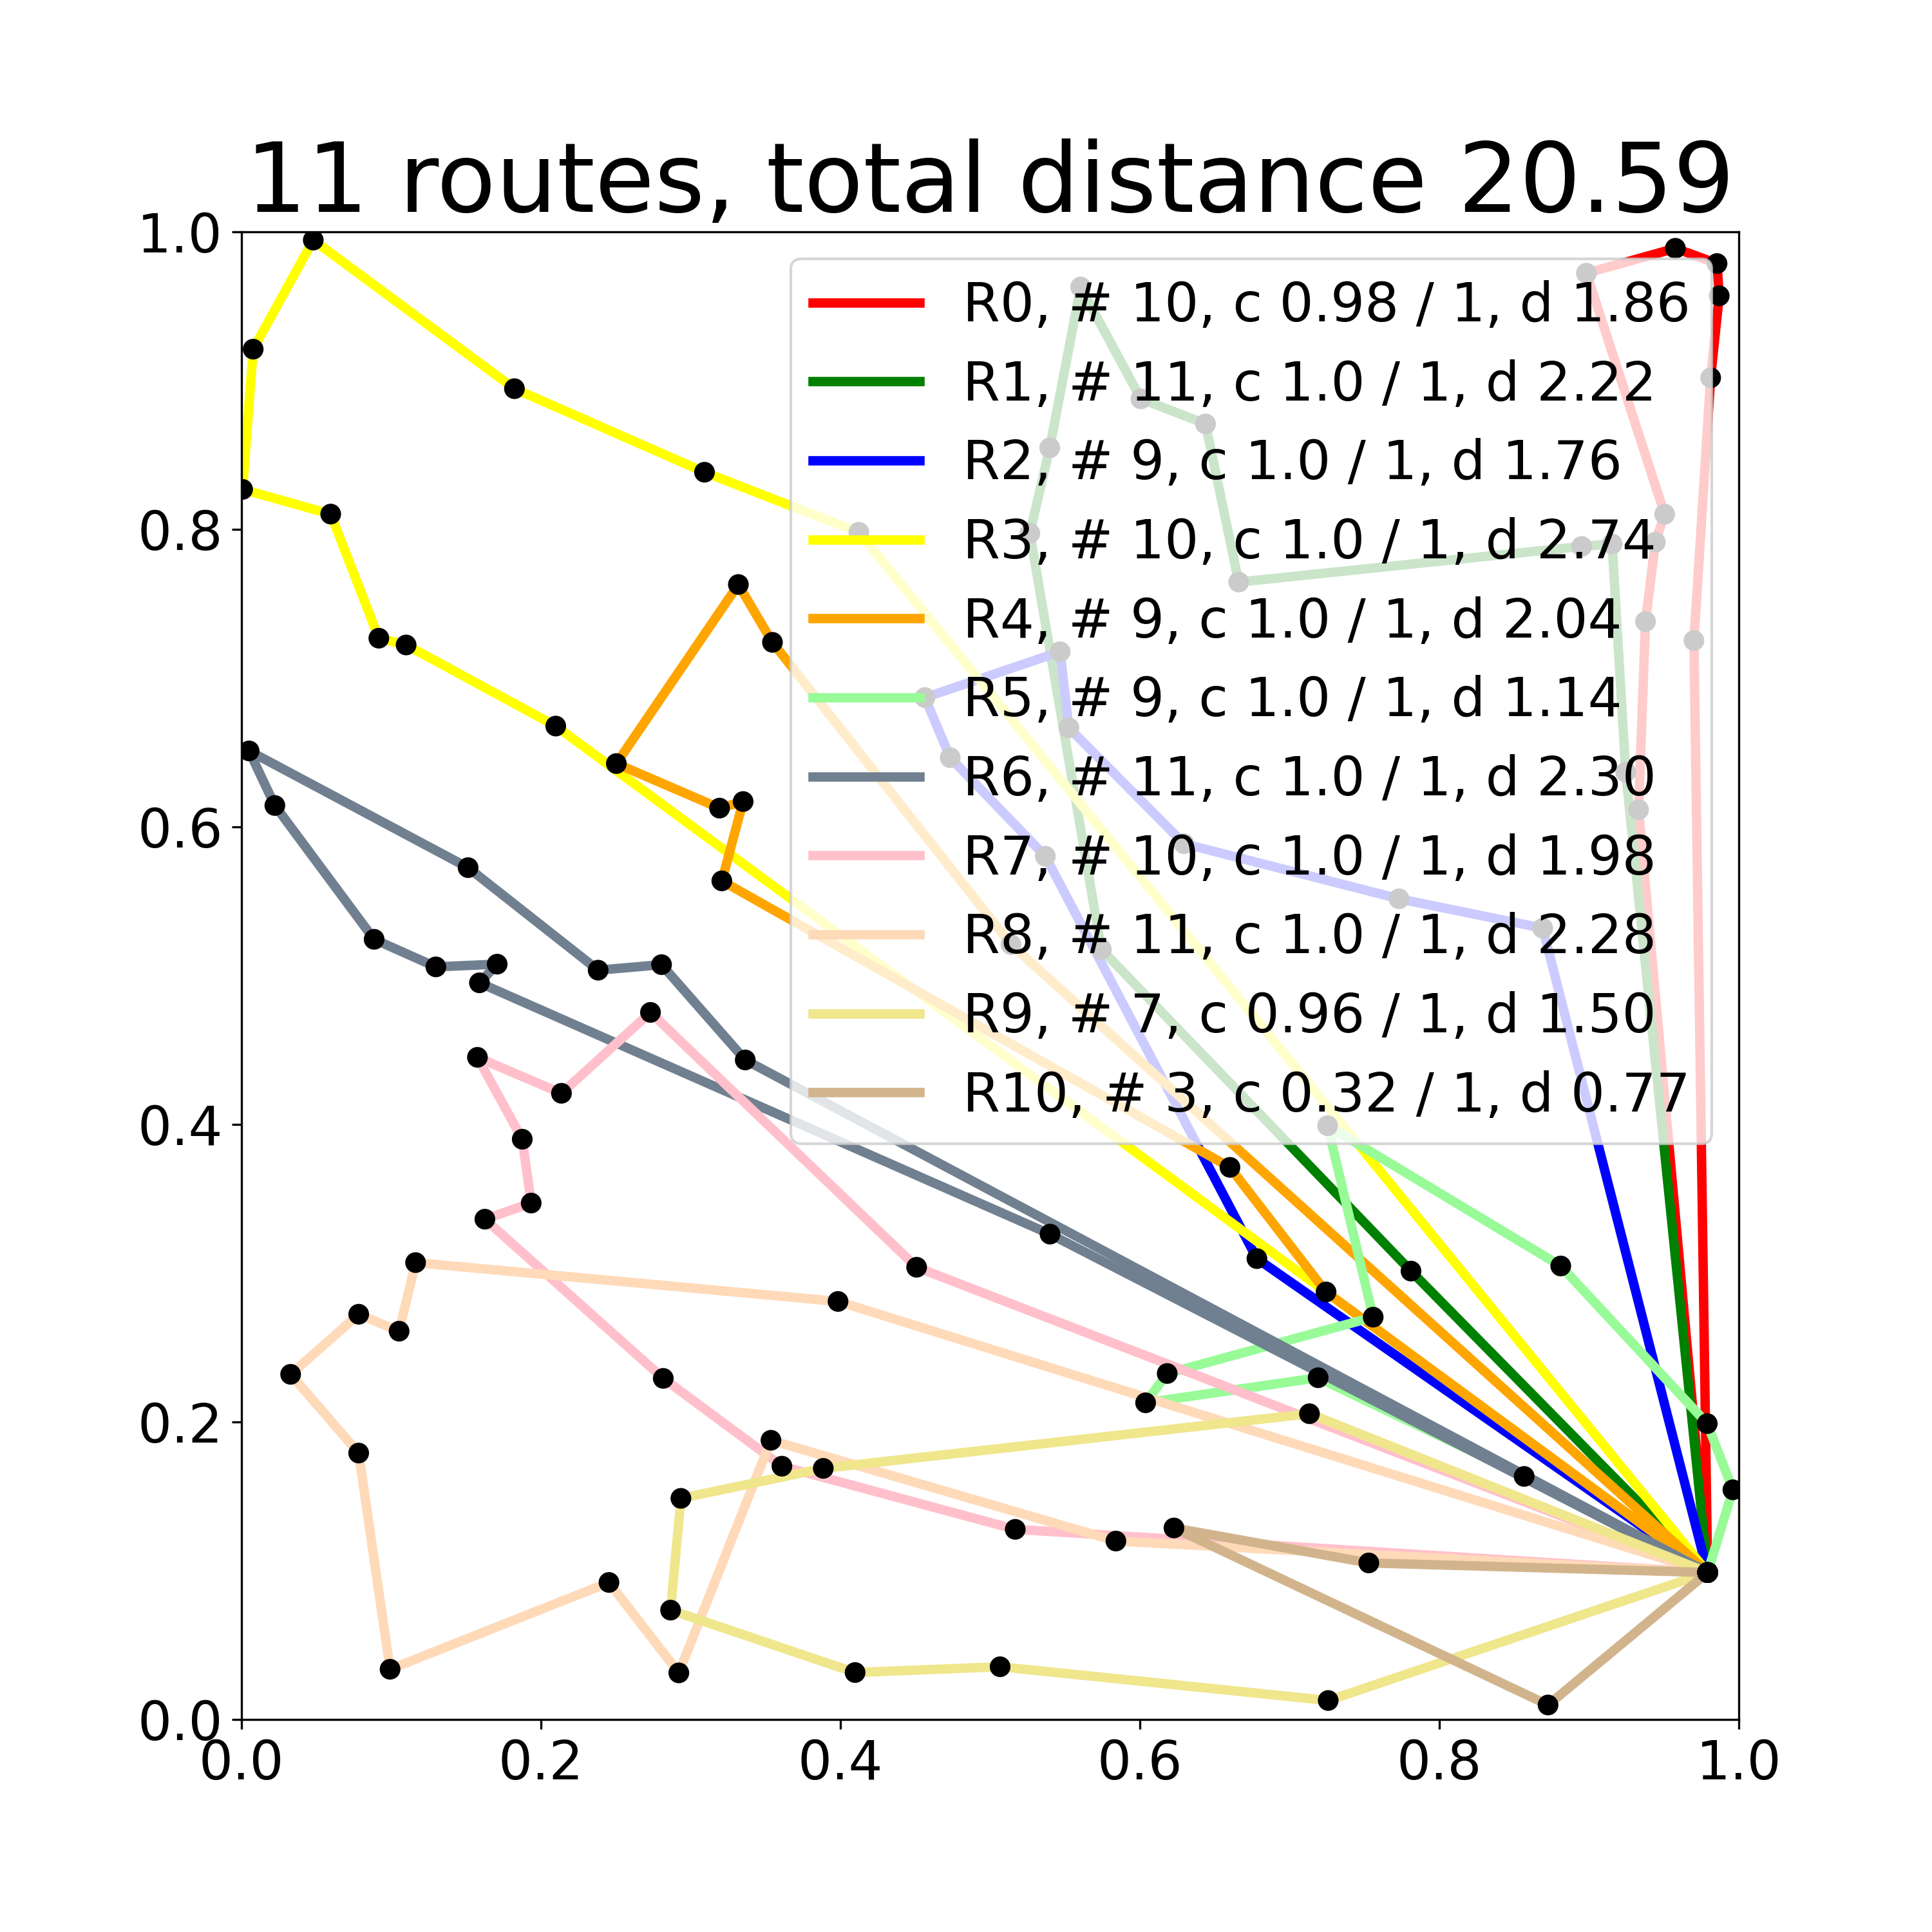 11 routes, total distance 20.59
1.0
0.8
0.6
0.4
0.2
0.0
R0, # 10, c 0.98 / 1, d 1.86
R1, # 11, c 1.0 / 1, d 2.22
R2, # 9, c 1.0 / 1, d 1.76
R3, # 10, c 1.0 / 1, d 2.74
R4, # 9, c 1.0 / 1, d 2.04
R5, # 9, c 1.0 / 1, d 1.14
R6, # 11, c 1.0 / 1, d 2.30
R7, # 10, c 1.0 / 1, d 1.98
R8, # 11, c 1.0 / 1, d 2.28
R9, # 7, c 0.96 / 1, d 1.50
R10, # 3, c 0.32 / 1, d 0.77
0.0 0.2 0.4 0.6 0.8 1.0